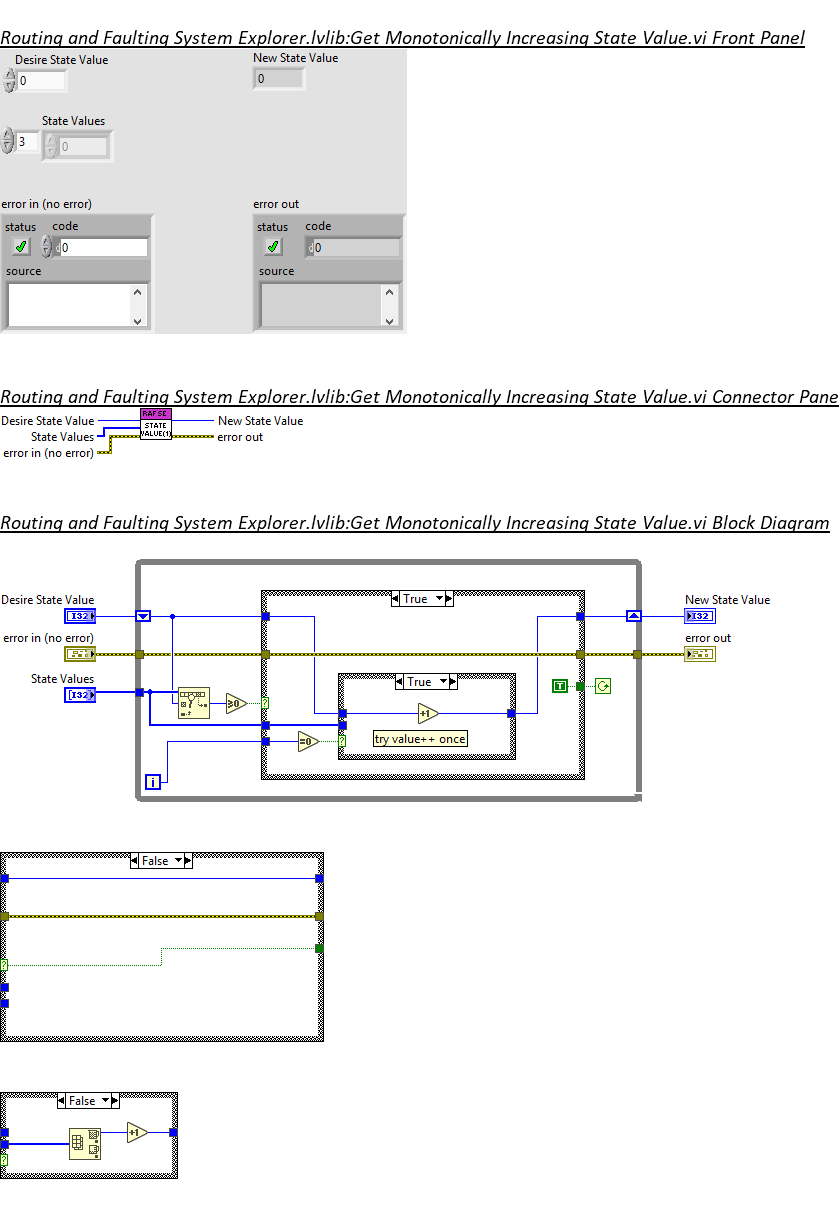 Routing and Faulting System Explorer.lvlib:Get Monotonically Increasing State Value.vi Front Panel
Desire State Value
New State Value
0
0
State Values
3
0
error in (no error)
error out
status
code
status
code
0
0
source
source
Routing and Faulting System Explorer.lvlib:Get Monotonically Increasing State Value.vi Connector Pane
RAFSE
Desire State Value
STATE
New State Value
State Values
VALUE(1)
error out
error in (no error)
Routing and Faulting System Explorer.lvlib:Get Monotonically Increasing State Value.vi Block Diagram
Desire State Value
True
New State Value
I32
I32
error in (no error)
error out
State Values
True
I32
≥0
?
+1
T
=0
?
try value++ once
i
False
?
False
+1
?